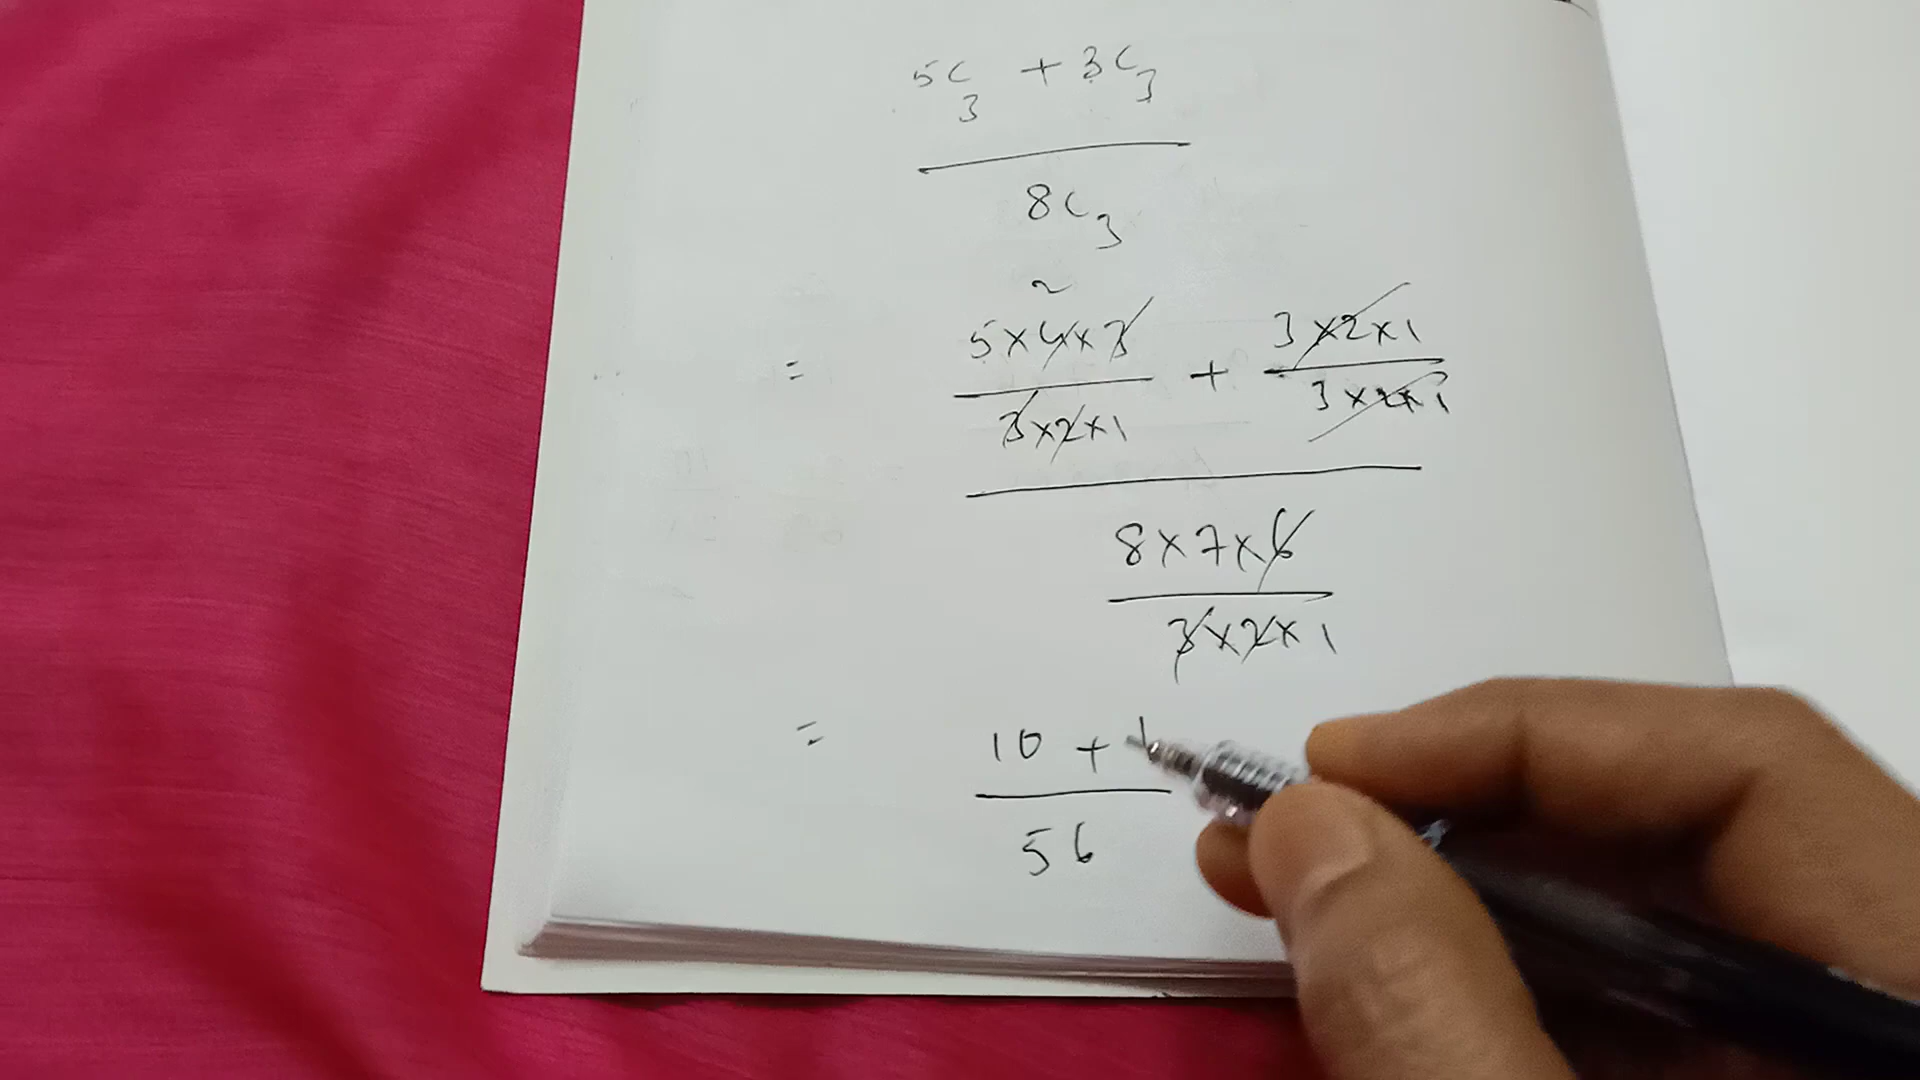 5C3 + 3C3
8C3
2
= 5×4×3 + 3×2×1
3×2×1 3×2×1
8×7×6
3×2×1
= 10 + 1
56